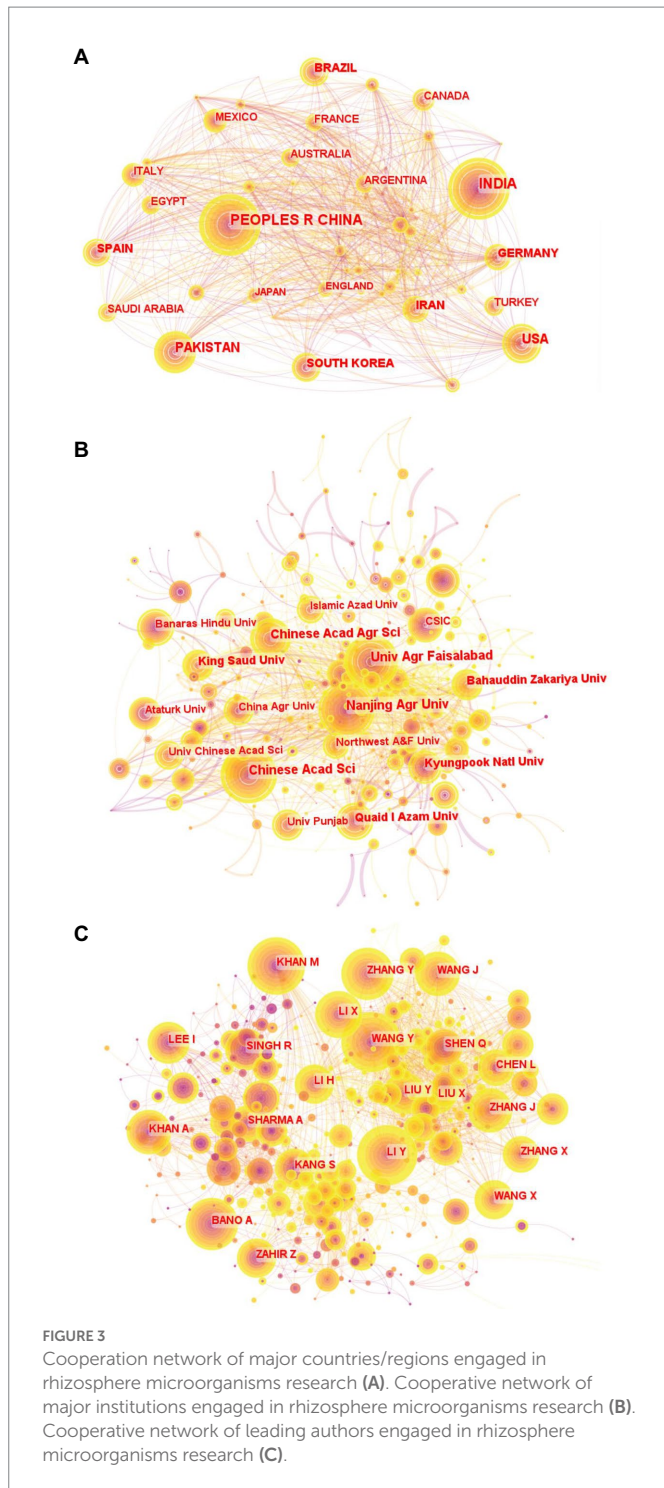 A
BRAZIL
CANADA
MEXICO
FRANCE
AUSTRALIA
ITALY
ARGENTINA
INDIA
EGYPT
PEOPLES R CHINA
SPAIN
GERMANY
JAPAN
ENGLAND
SAUDI ARABIA
IRAN
TURKEY
PAKISTAN
USA
SOUTH KOREA
B
Islamic Azad Univ
Banaras Hindu Univ
CSIC
Chinese Acad Agr Sci
King Saud Univ
Univ Agr Faisalabad
Bahauddin Zakariya Univ
Ataturk Univ
China Agr Univ
Nanjing Agr Univ
Univ Chinese Acad Sci
Northwest A&F Univ
Chinese Acad Sci
Kyungpook Natl Univ
Univ Punjab
Quaid I Azam Univ
C
KHAN M
ZHANG Y
WANG J
LI X
LEE I
SINGH R
WANG Y
SHEN Q
CHEN L
LI H
LIU Y
LIU X
ZHANG J
SHARMA A
KHAN A
LI Y
ZHANG X
KANG S
WANG X
BANO A
ZAHIR Z
FIGURE 3
Cooperation network of major countries/regions engaged in
rhizosphere microorganisms research (A). Cooperative network of
major institutions engaged in rhizosphere microorganisms research (B).
Cooperative network of leading authors engaged in rhizosphere
microorganisms research (C).